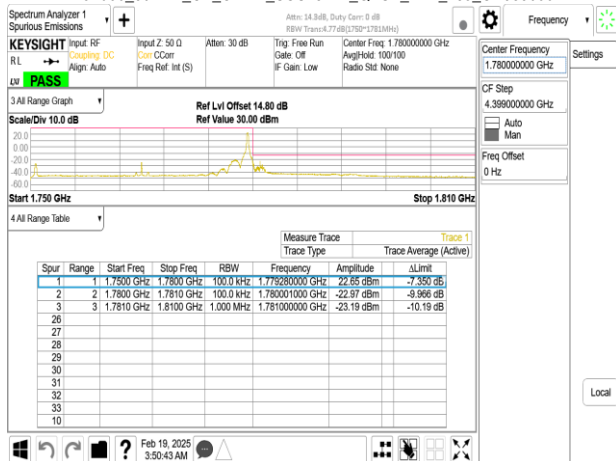 Spectrum Analyzer 1
Spurious Emissions
Attn: 14.8dB, Duty Carr: 0 dB
RBW Trans:4.77dB(1750~1781MHz)
Frequency
KEYSIGHT
Input: RF
Input Z: 50 Ω
Atten: 30 dB
Trig: Free Run
Center Freq: 1.780000000 GHz
RL
Coupling: DC
Corr CCorr
Gate: Off
Avg|Hold: 100/100
Align: Auto
Freq Ref: Int (S)
IF Gain: Low
Radio Std: None
LXI
PASS
3 All Range Graph
Ref Lvl Offset 14.80 dB
Scale/Div 10.0 dB
Ref Value 30.00 dBm
20.0
0.00
-20.0
-40.0
-60.0
Start 1.750 GHz
Stop 1.810 GHz
4 All Range Table
Measure Trace
Trace 1
Trace Type
Trace Average (Active)
Spur Range Start Freq Stop Freq RBW Frequency Amplitude ΔLimit
1 1 1.7500 GHz 1.7800 GHz 100.0 kHz 1.779280000 GHz 22.65 dBm -7.350 dB
2 2 1.7800 GHz 1.7810 GHz 100.0 kHz 1.780001000 GHz -22.97 dBm -9.966 dB
3 3 1.7810 GHz 1.8100 GHz 1.000 MHz 1.781000000 GHz -23.19 dBm -10.19 dB
26
27
28
29
30
31
32
33
10
Feb 19, 2025
3:50:43 AM
Center Frequency
1.780000000 GHz
Settings
CF Step
4.399000000 GHz
Auto
Man
Freq Offset
0 Hz
Local